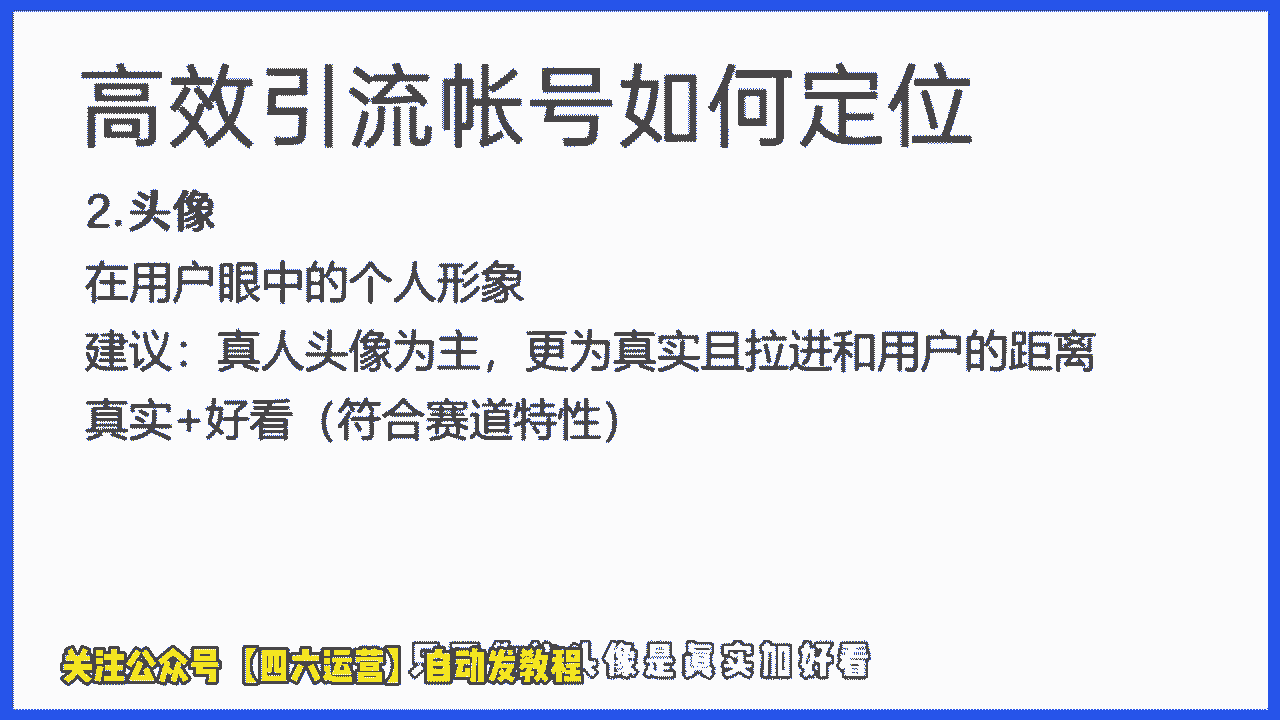 高效引流帐号如何定位
2.头像
在用户眼中的个人形象
建议：真人头像为主，更为真实且拉进和用户的距离
真实+好看（符合赛道特性）
关注公众号【四六运营】自动发教程
像是真实加好看